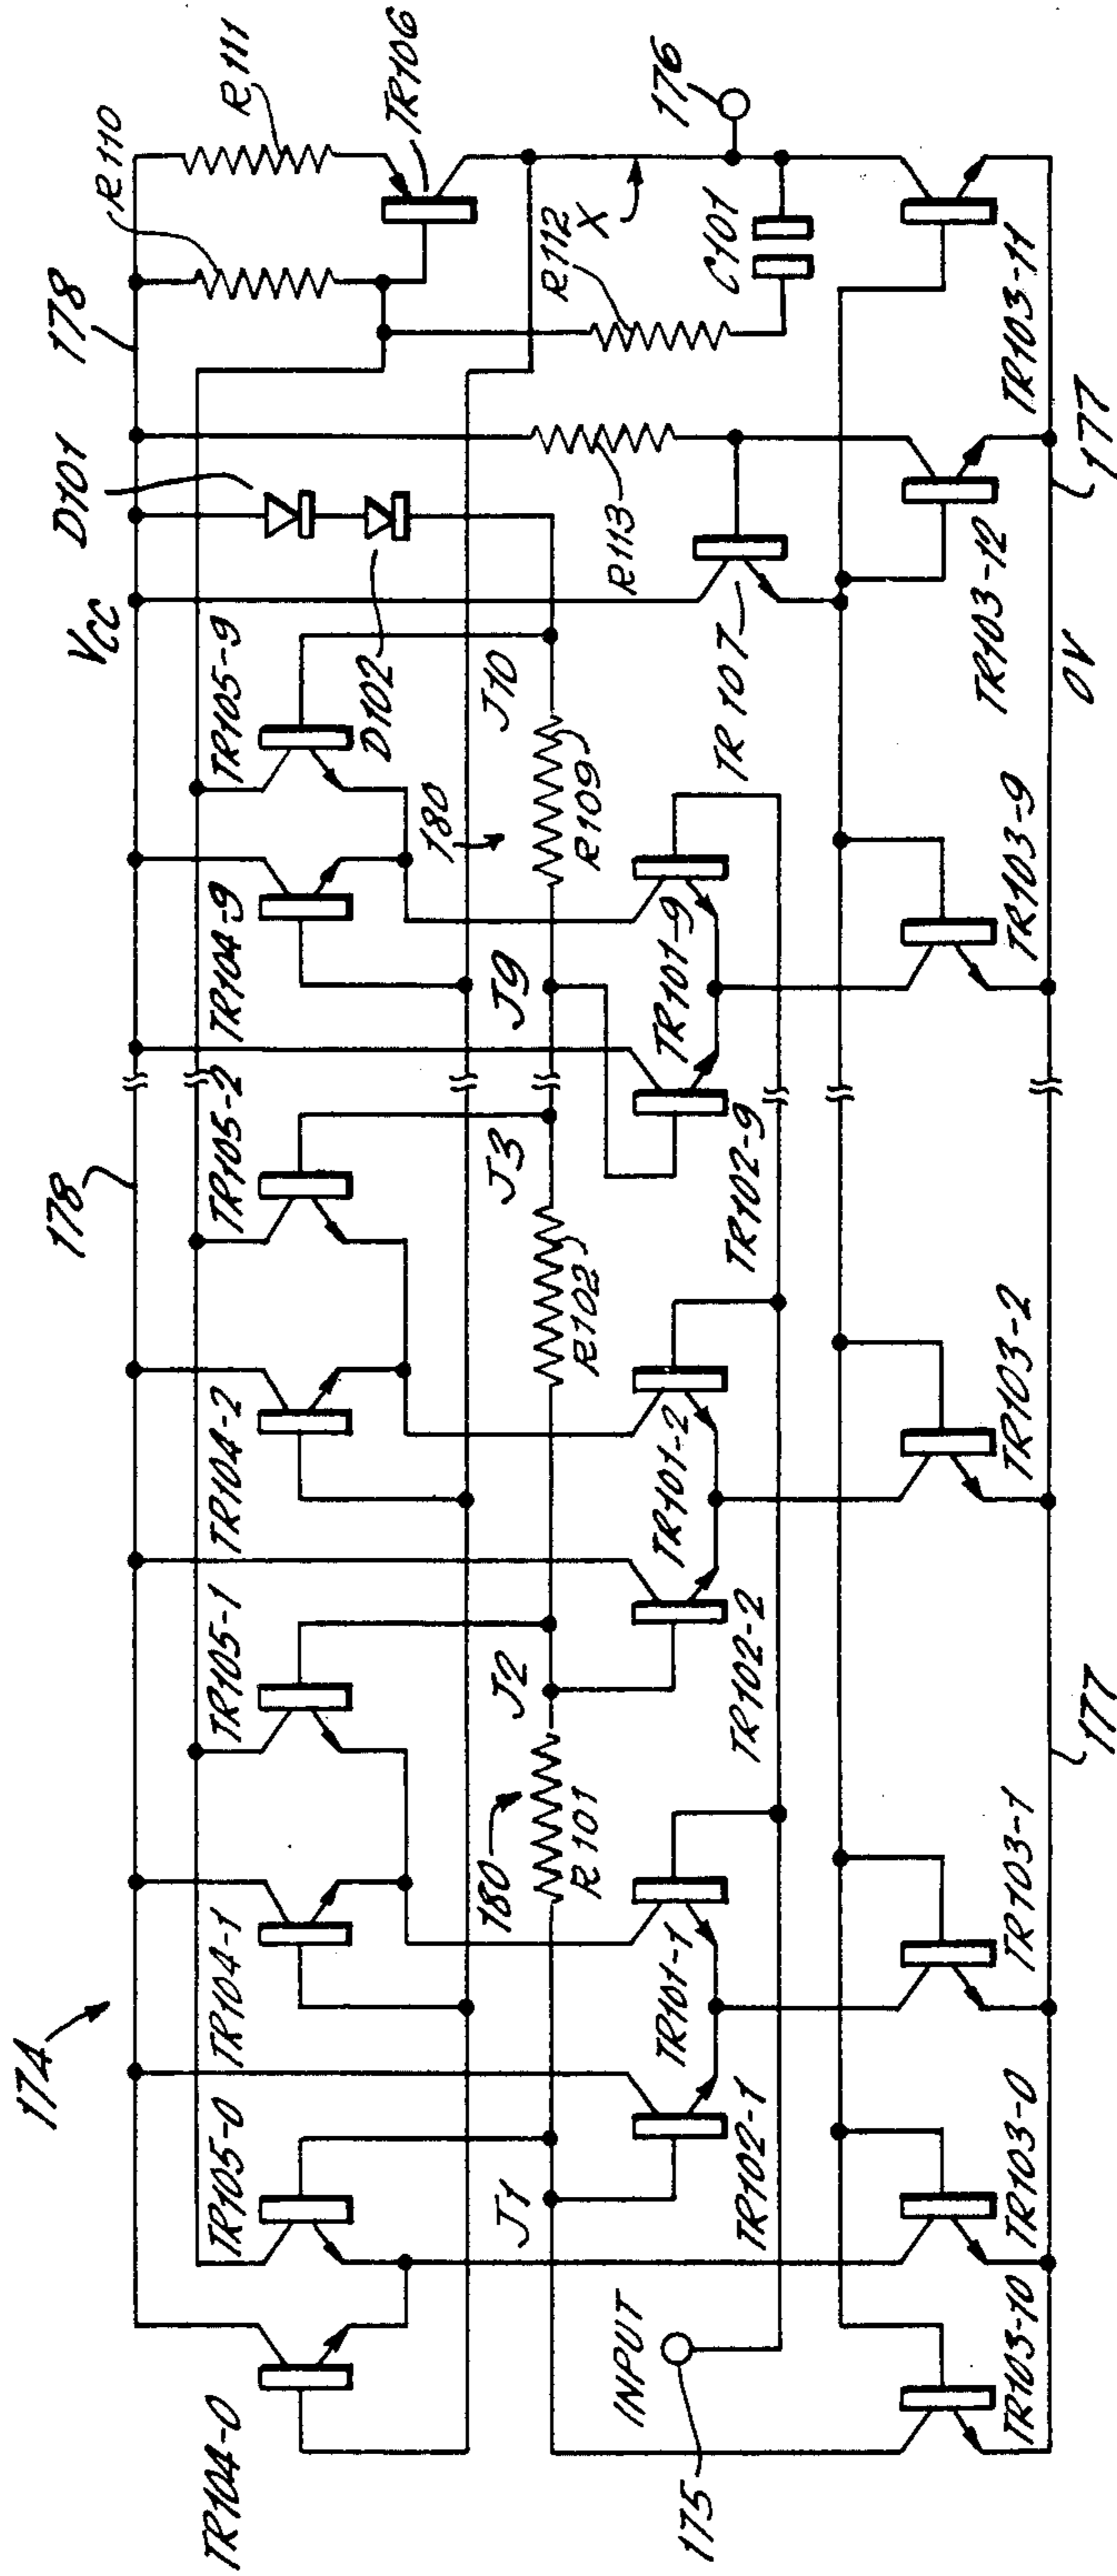 174
178
Vcc
D101
178
R110
R111
TR104-0
TR105-0
TR104-1
TR105-1
TR104-2
TR105-2
TR104-9
TR105-9
D102
TR106
J1
180
R101
J2
R102
J3
J9
180
R109
J10
R112
X
176
C101
INPUT
175
TR102-1
TR101-1
TR102-2
TR101-2
TR102-9
TR101-9
TR107
R113
TR103-10
TR103-0
TR103-1
TR103-2
TR103-9
TR103-12
TR103-11
177
0V
177